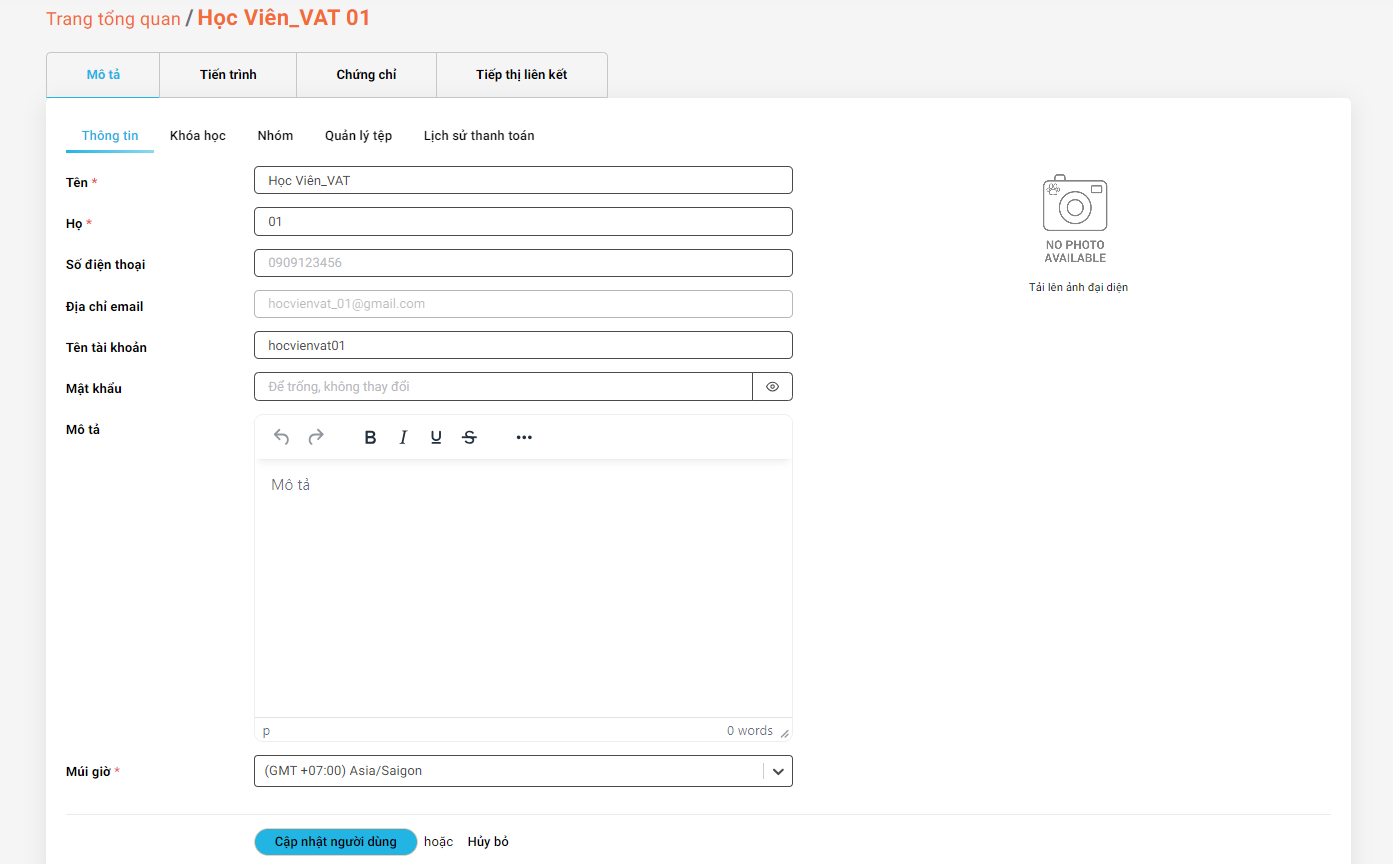 Trang tổng quan / Học Viên_VAT 01
Mô tả
Tiến trình
Chứng chỉ
Tiếp thị liên kết
Thông tin
Khóa học
Nhóm
Quản lý tệp
Lịch sử thanh toán
Tên *
Học Viên_VAT
Họ *
01
Số điện thoại
0909123456
Địa chỉ email
hocvienvat_01@gmail.com
Tên tài khoản
hocvienvat01
Mật khẩu
Để trống, không thay đổi
Mô tả
B I U S ...
Mô tả
p
0 words
Múi giờ *
(GMT +07:00) Asia/Saigon
Cập nhật người dùng hoặc Hủy bỏ
NO PHOTO
AVAILABLE
Tải lên ảnh đại diện